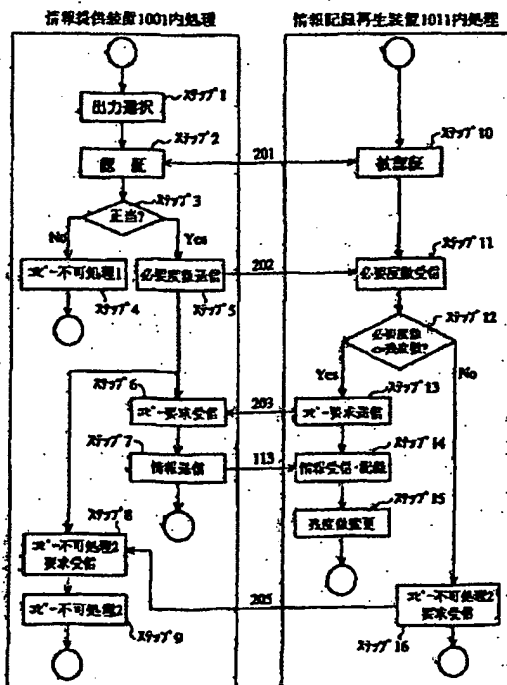 情報提供装置1001内処理
情報記録再生装置1011内処理
ステップ1
出力選択
ステップ2
認証
201
ステップ10
被認証
ステップ3
正当?
No
Yes
コピー不可処理1
ステップ4
必要度数送信
ステップ5
202
ステップ11
必要度数受信
ステップ12
必要度数
<残度数?
Yes
No
ステップ6
コピー要求受信
203
ステップ13
コピー要求送信
ステップ7
情報送信
113
ステップ14
情報受信・記録
ステップ15
残度数変更
ステップ8
コピー不可処理2
要求受信
205
コピー不可処理2
要求受信
ステップ16
コピー不可処理2
ステップ9